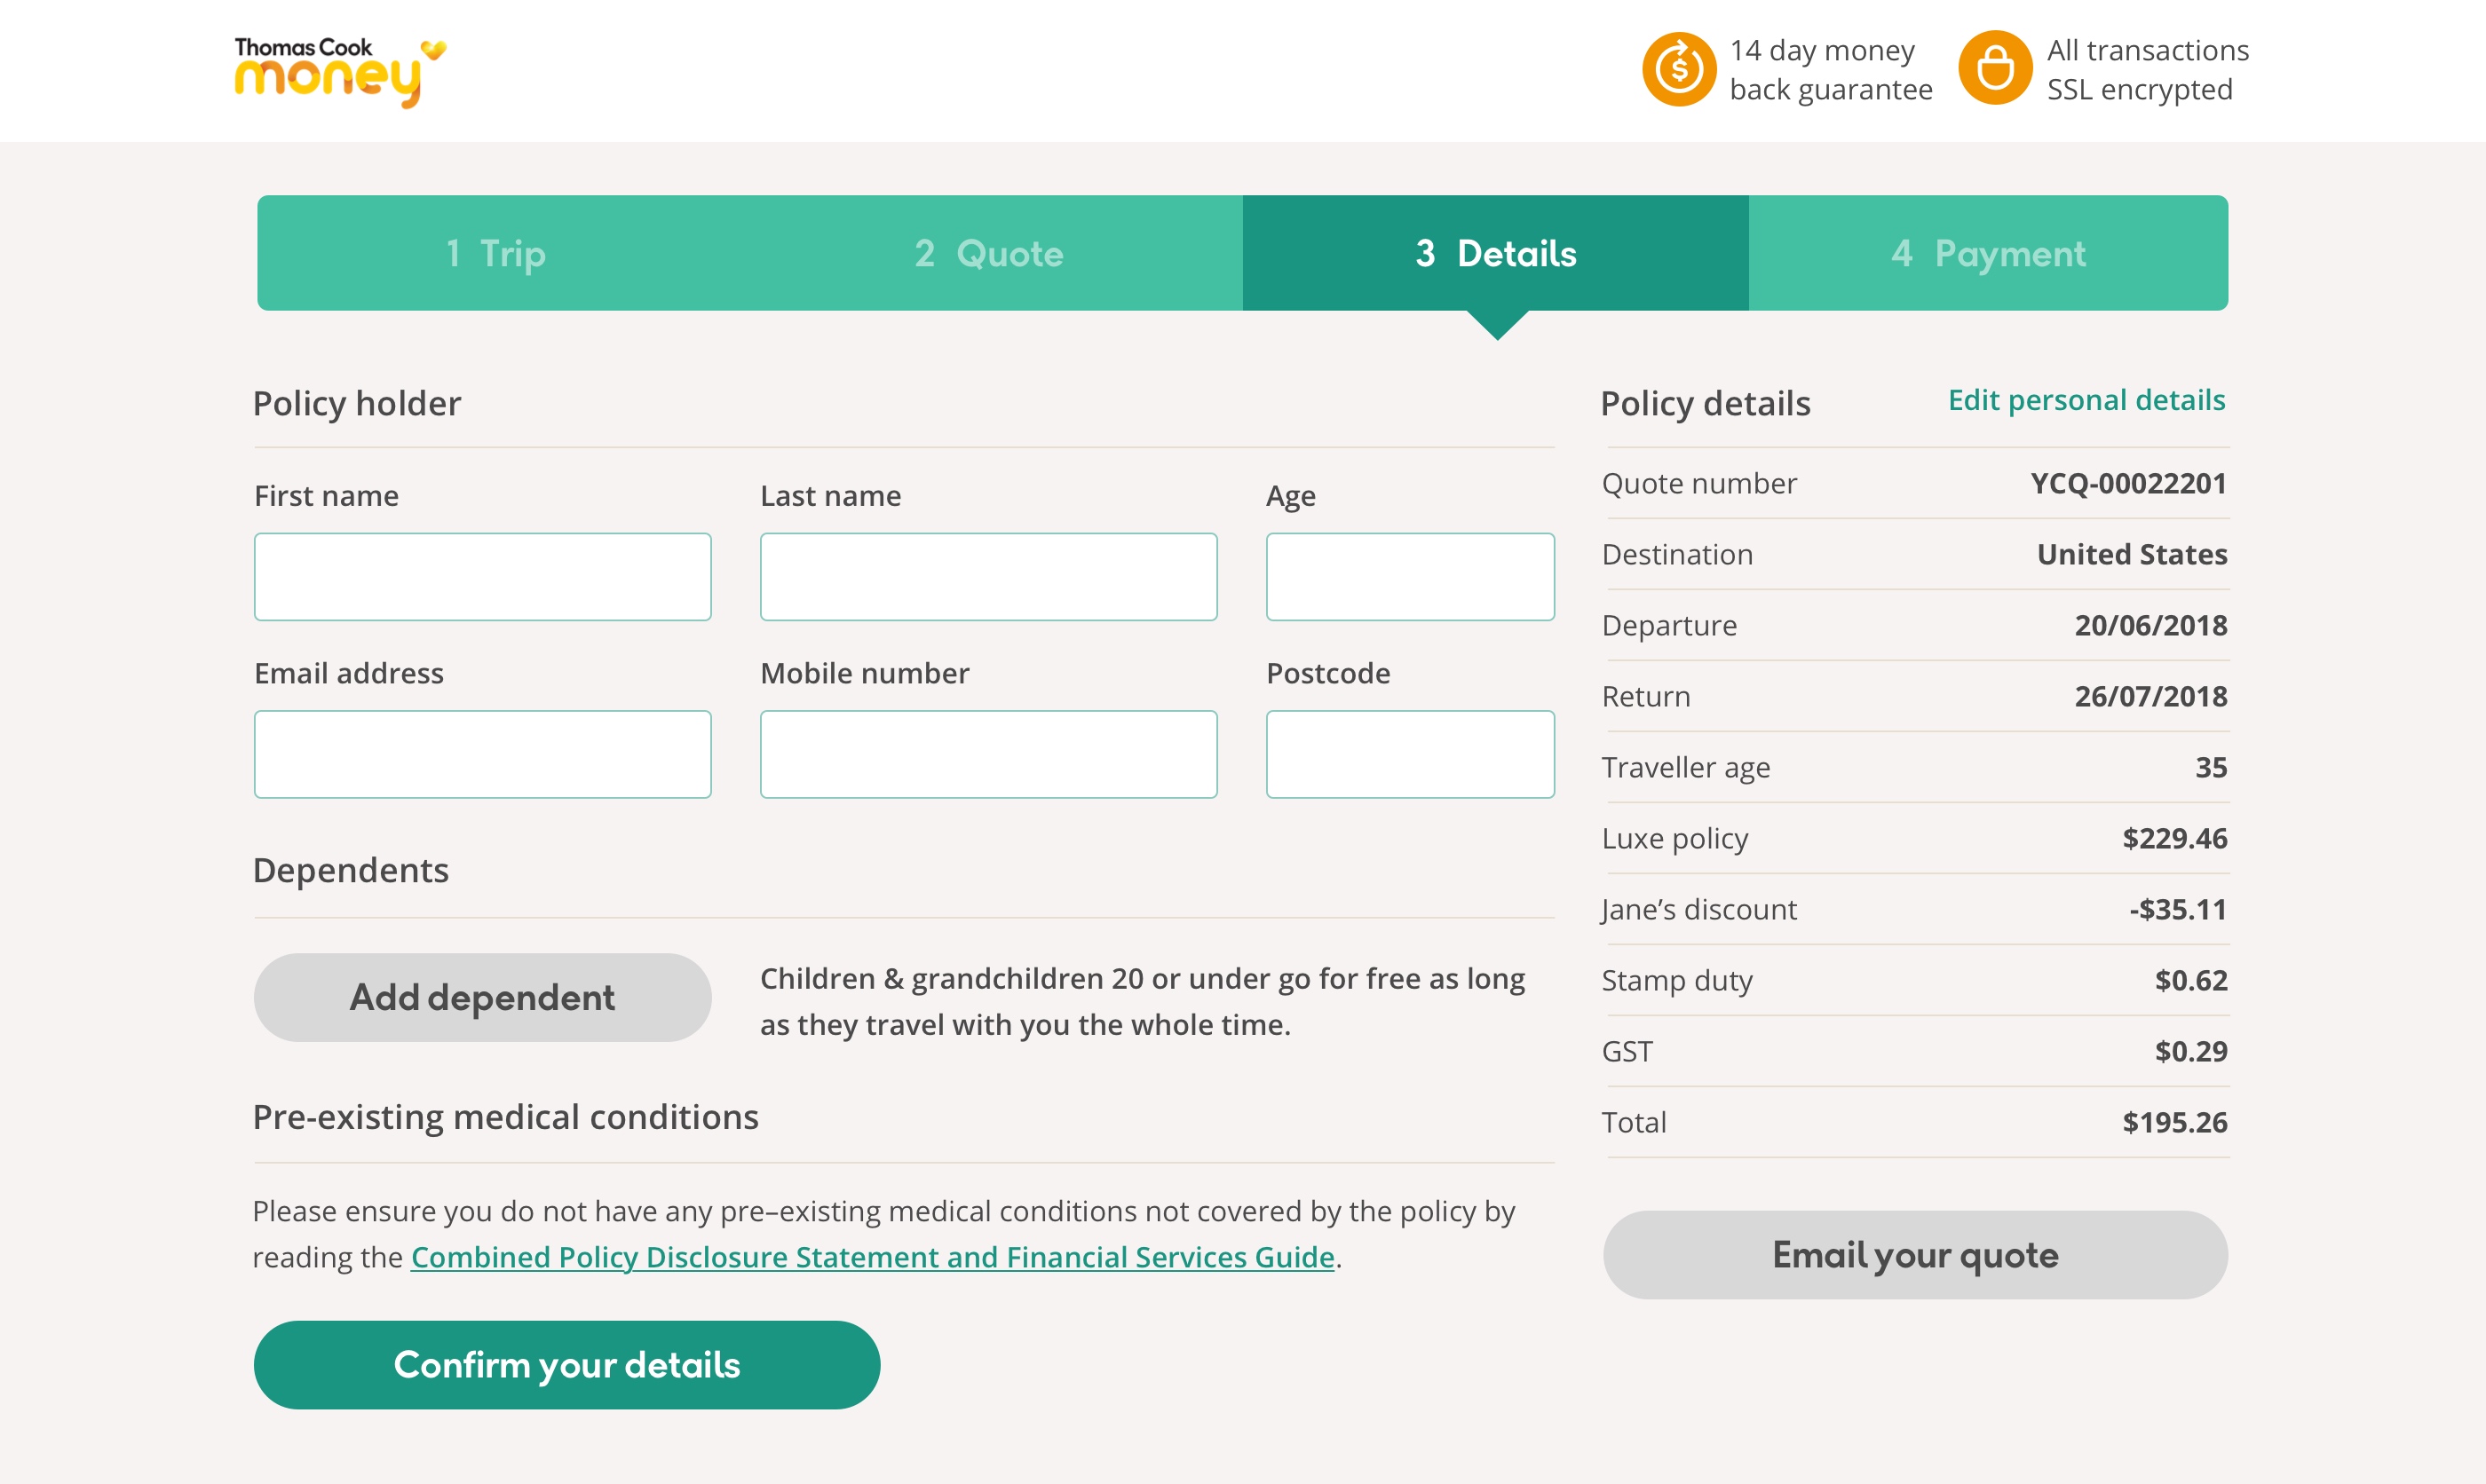 Thomas Cook
money
14 day money
back guarantee
All transactions
SSL encrypted
1 Trip
2 Quote
3 Details
4 Payment
Policy holder
First name
Last name
Age
Email address
Mobile number
Postcode
Dependents
Add dependent
Children & grandchildren 20 or under go for free as long
as they travel with you the whole time.
Pre-existing medical conditions
Please ensure you do not have any pre–existing medical conditions not covered by the policy by
reading the Combined Policy Disclosure Statement and Financial Services Guide.
Confirm your details
Policy details
Edit personal details
Quote number YCQ-00022201
Destination United States
Departure 20/06/2018
Return 26/07/2018
Traveller age 35
Luxe policy $229.46
Jane’s discount -$35.11
Stamp duty $0.62
GST $0.29
Total $195.26
Email your quote